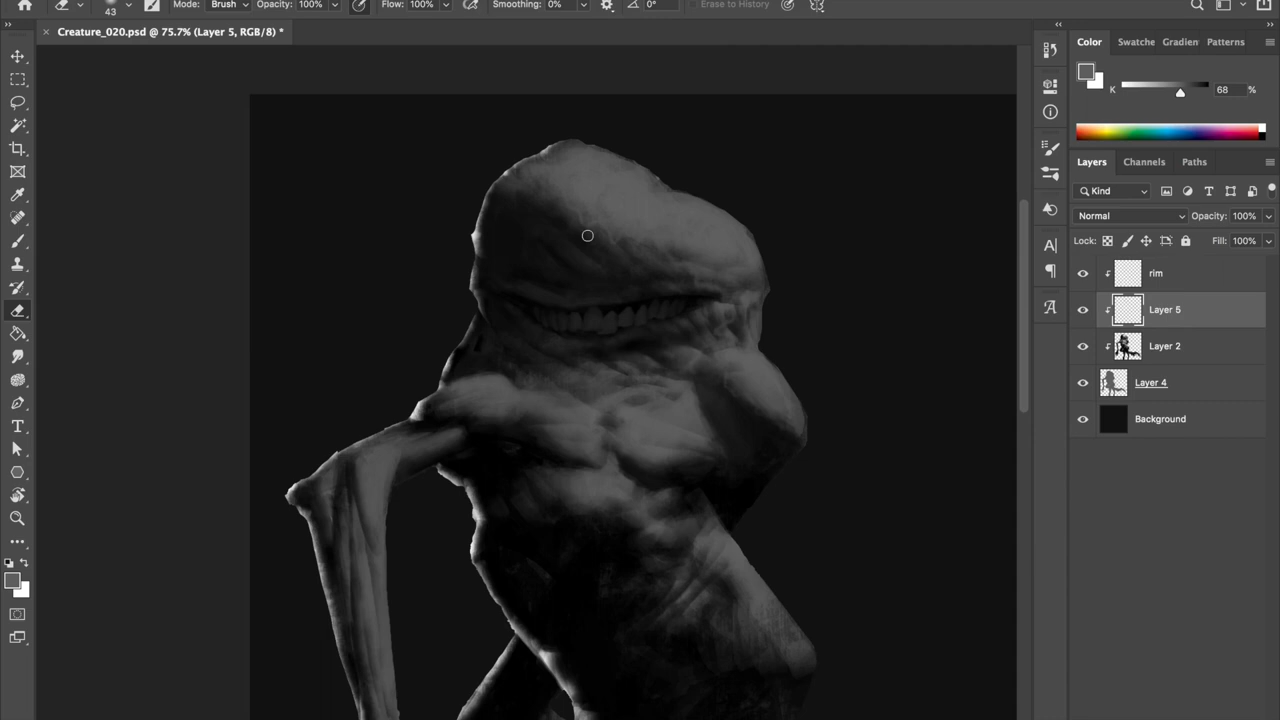 Mode: Brush Opacity: 100% Flow: 100% Smoothing: 0% 0° Erase to History
43
Creature_020.psd @ 75.7% (Layer 5, RGB/8) *
Color Swatche Gradien Patterns
K 68 %
Layers Channels Paths
Kind
Normal Opacity: 100%
Lock: Fill: 100%
rim
Layer 5
Layer 2
Layer 4
Background